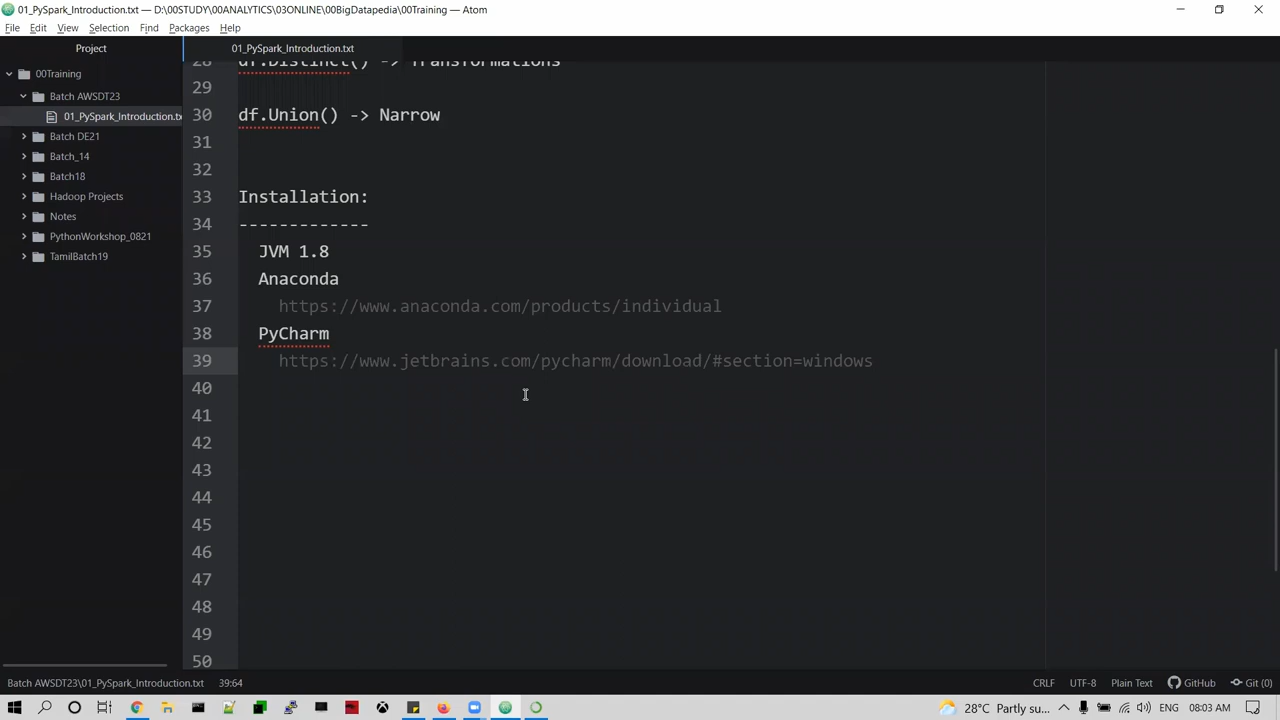 01_PySpark_Introduction.txt — D:\00STUDY\00ANALYTICS\03ONLINE\00BigDatapedia\00Training — Atom
File Edit View Selection Find Packages Help
Project
01_PySpark_Introduction.txt
00Training
Batch AWSDT23
01_PySpark_Introduction.tx
Batch DE21
Batch_14
Batch18
Hadoop Projects
Notes
PythonWorkshop_0821
TamilBatch19
28 df.Distinct() -> Transformations
29
30 df.Union() -> Narrow
31
32
33 Installation:
34 -------------
35 JVM 1.8
36 Anaconda
37 https://www.anaconda.com/products/individual
38 PyCharm
39 https://www.jetbrains.com/pycharm/download/#section=windows
40
41
42
43
44
45
46
47
48
49
50
Batch AWSDT23\01_PySpark_Introduction.txt 39:64 CRLF UTF-8 Plain Text GitHub Git (0)
28°C Partly su... ENG 08:03 AM